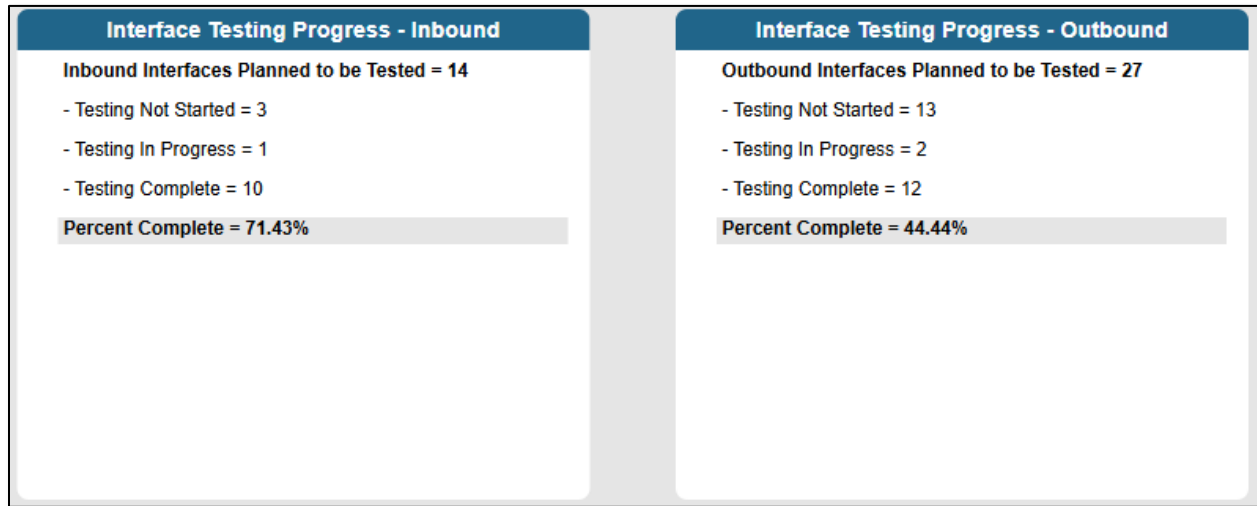 Interface Testing Progress - Inbound
Inbound Interfaces Planned to be Tested = 14
- Testing Not Started = 3
- Testing In Progress = 1
- Testing Complete = 10
Percent Complete = 71.43%
Interface Testing Progress - Outbound
Outbound Interfaces Planned to be Tested = 27
- Testing Not Started = 13
- Testing In Progress = 2
- Testing Complete = 12
Percent Complete = 44.44%